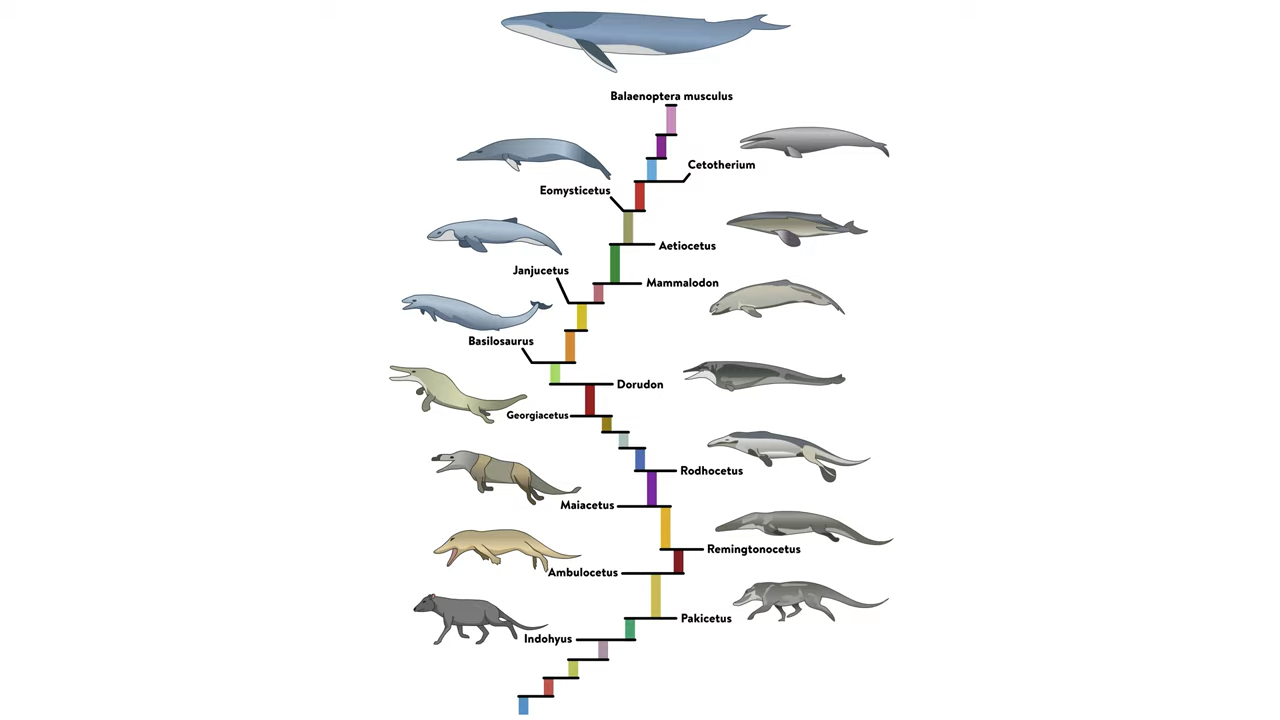 Balaenoptera musculus
Cetotherium
Eomysticetus
Aetiocetus
Janjucetus
Mammalodon
Basilosaurus
Dorudon
Georgiacetus
Rodhocetus
Maiacetus
Remingtonocetus
Ambulocetus
Pakicetus
Indohyus